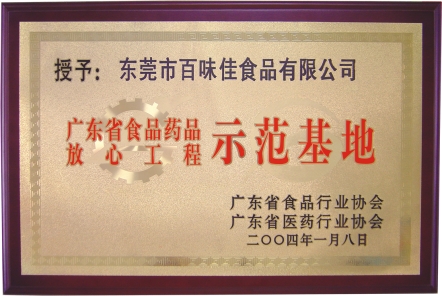 授予：东莞市百味佳食品有限公司
广东省食品药品
放心工程
示范基地
广东省食品行业协会
广东省医药行业协会
二〇〇四年一月八日